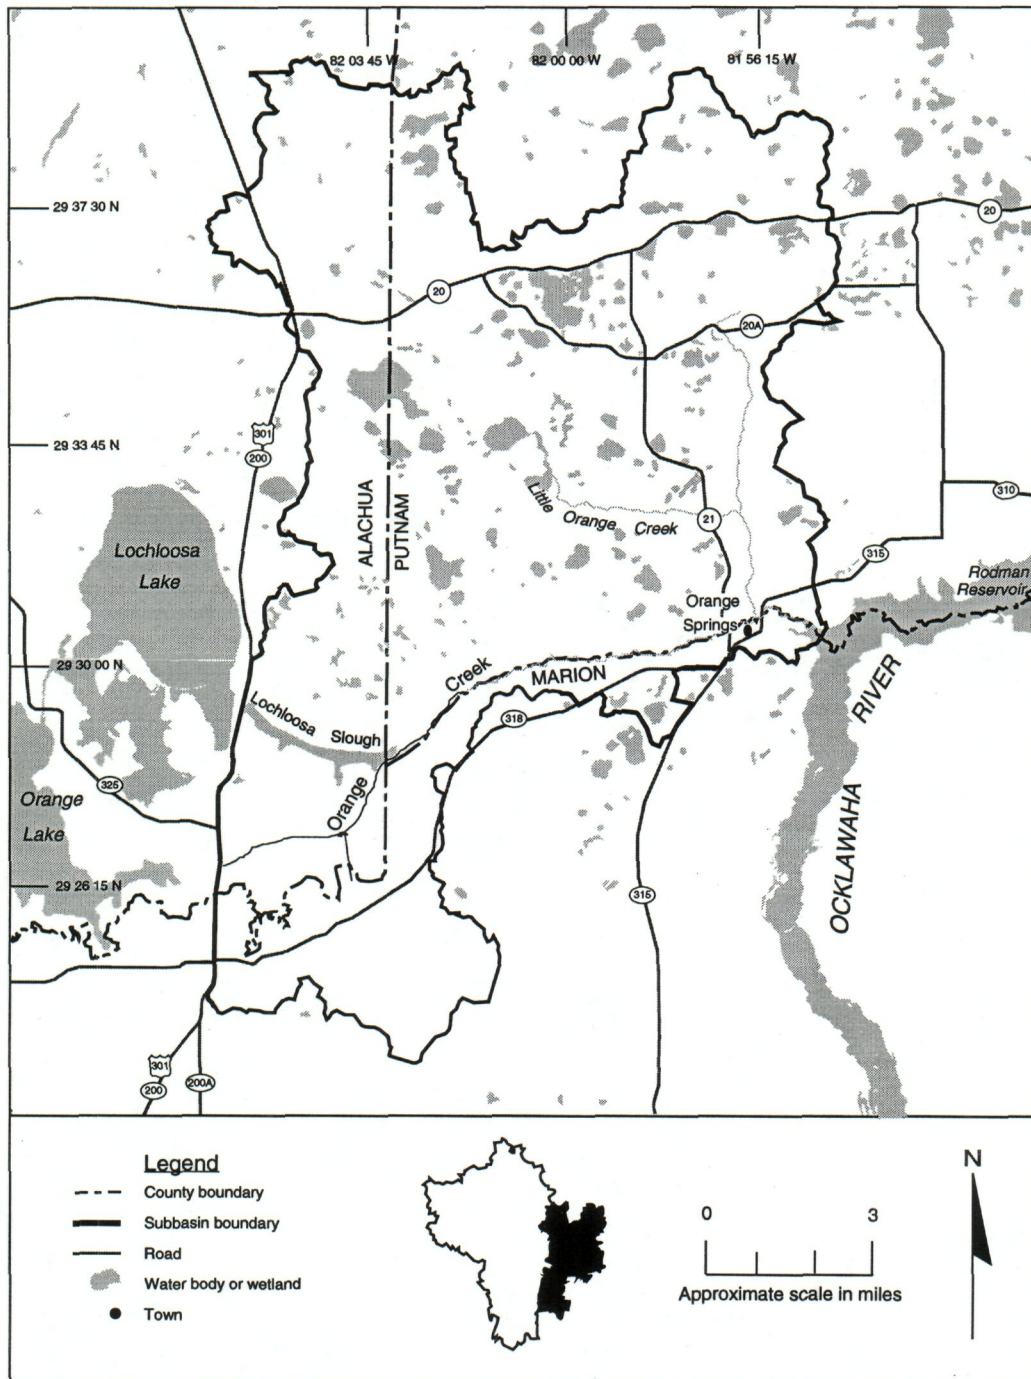 82 03 45 W
82 00 00 W
81 56 15 W
29 37 30 N
20
20
20A
301
200
29 33 45 N
ALACHUA
PUTNAM
Little Orange Creek
21
310
315
Lochloosa
Lake
Rodman
Reservoir
Orange
Springs
29 30 00 N
Orange Creek
MARION
318
Lochloosa Slough
OCKLAWAHA RIVER
325
Orange
Lake
29 26 15 N
315
301
200
200A
Legend
County boundary
Subbasin boundary
Road
Water body or wetland
Town
0 3
Approximate scale in miles
N